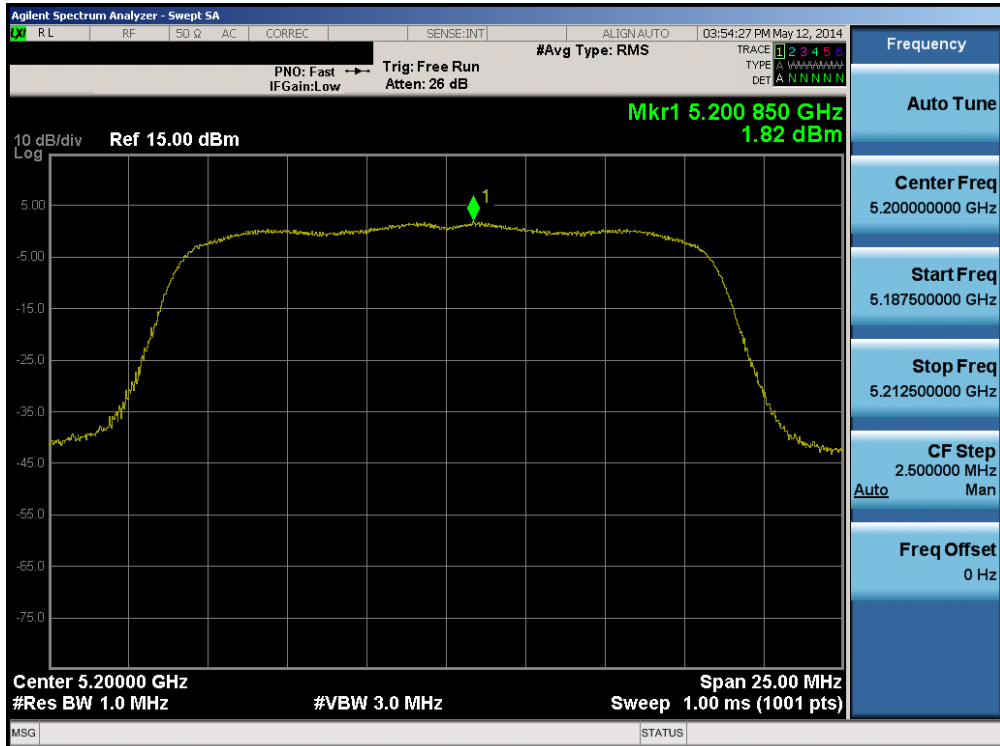 Agilent Spectrum Analyzer - Swept SA
LXI RL RF 50 Ω AC CORREC SENSE:INT ALIGN AUTO 03:54:27 PM May 12, 2014
#Avg Type: RMS TRACE 1 2 3 4 5 6
PNO: Fast Trig: Free Run TYPE A WWWWW
IFGain:Low Atten: 26 dB DET A N N N N N
Mkr1 5.200 850 GHz
10 dB/div Ref 15.00 dBm 1.82 dBm
Log
1
5.00
-5.00
-15.0
-25.0
-35.0
-45.0
-55.0
-65.0
-75.0
Center 5.20000 GHz Span 25.00 MHz
#Res BW 1.0 MHz #VBW 3.0 MHz Sweep 1.00 ms (1001 pts)
MSG STATUS
Frequency
Auto Tune
Center Freq
5.200000000 GHz
Start Freq
5.187500000 GHz
Stop Freq
5.212500000 GHz
CF Step
2.500000 MHz
Auto Man
Freq Offset
0 Hz